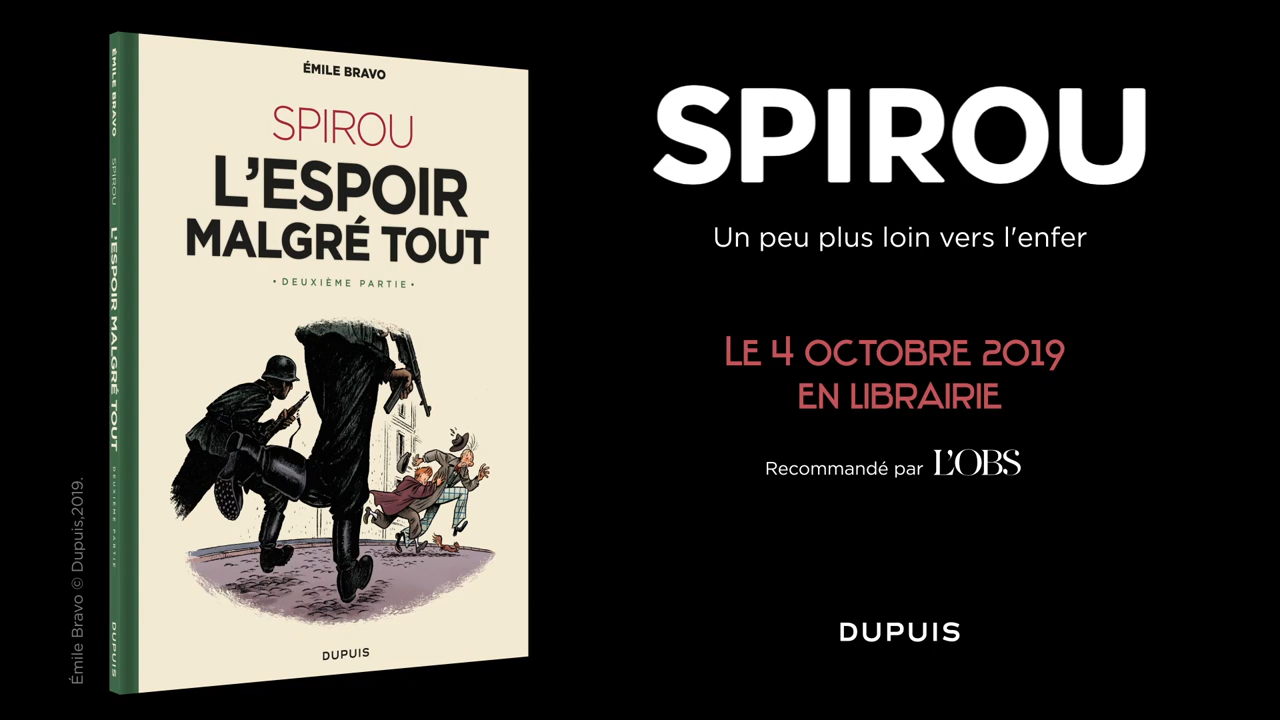 ÉMILE BRAVO
SPIROU
L'ESPOIR
MALGRÉ TOUT
• DEUXIÈME PARTIE •
DUPUIS
ÉMILE BRAVO SPIROU L'ESPOIR MALGRÉ TOUT DEUXIÈME PARTIE DUPUIS
Émile Bravo © Dupuis,2019.
SPIROU
Un peu plus loin vers l'enfer
LE 4 OCTOBRE 2019
EN LIBRAIRIE
Recommandé par L'OBS
DUPUIS